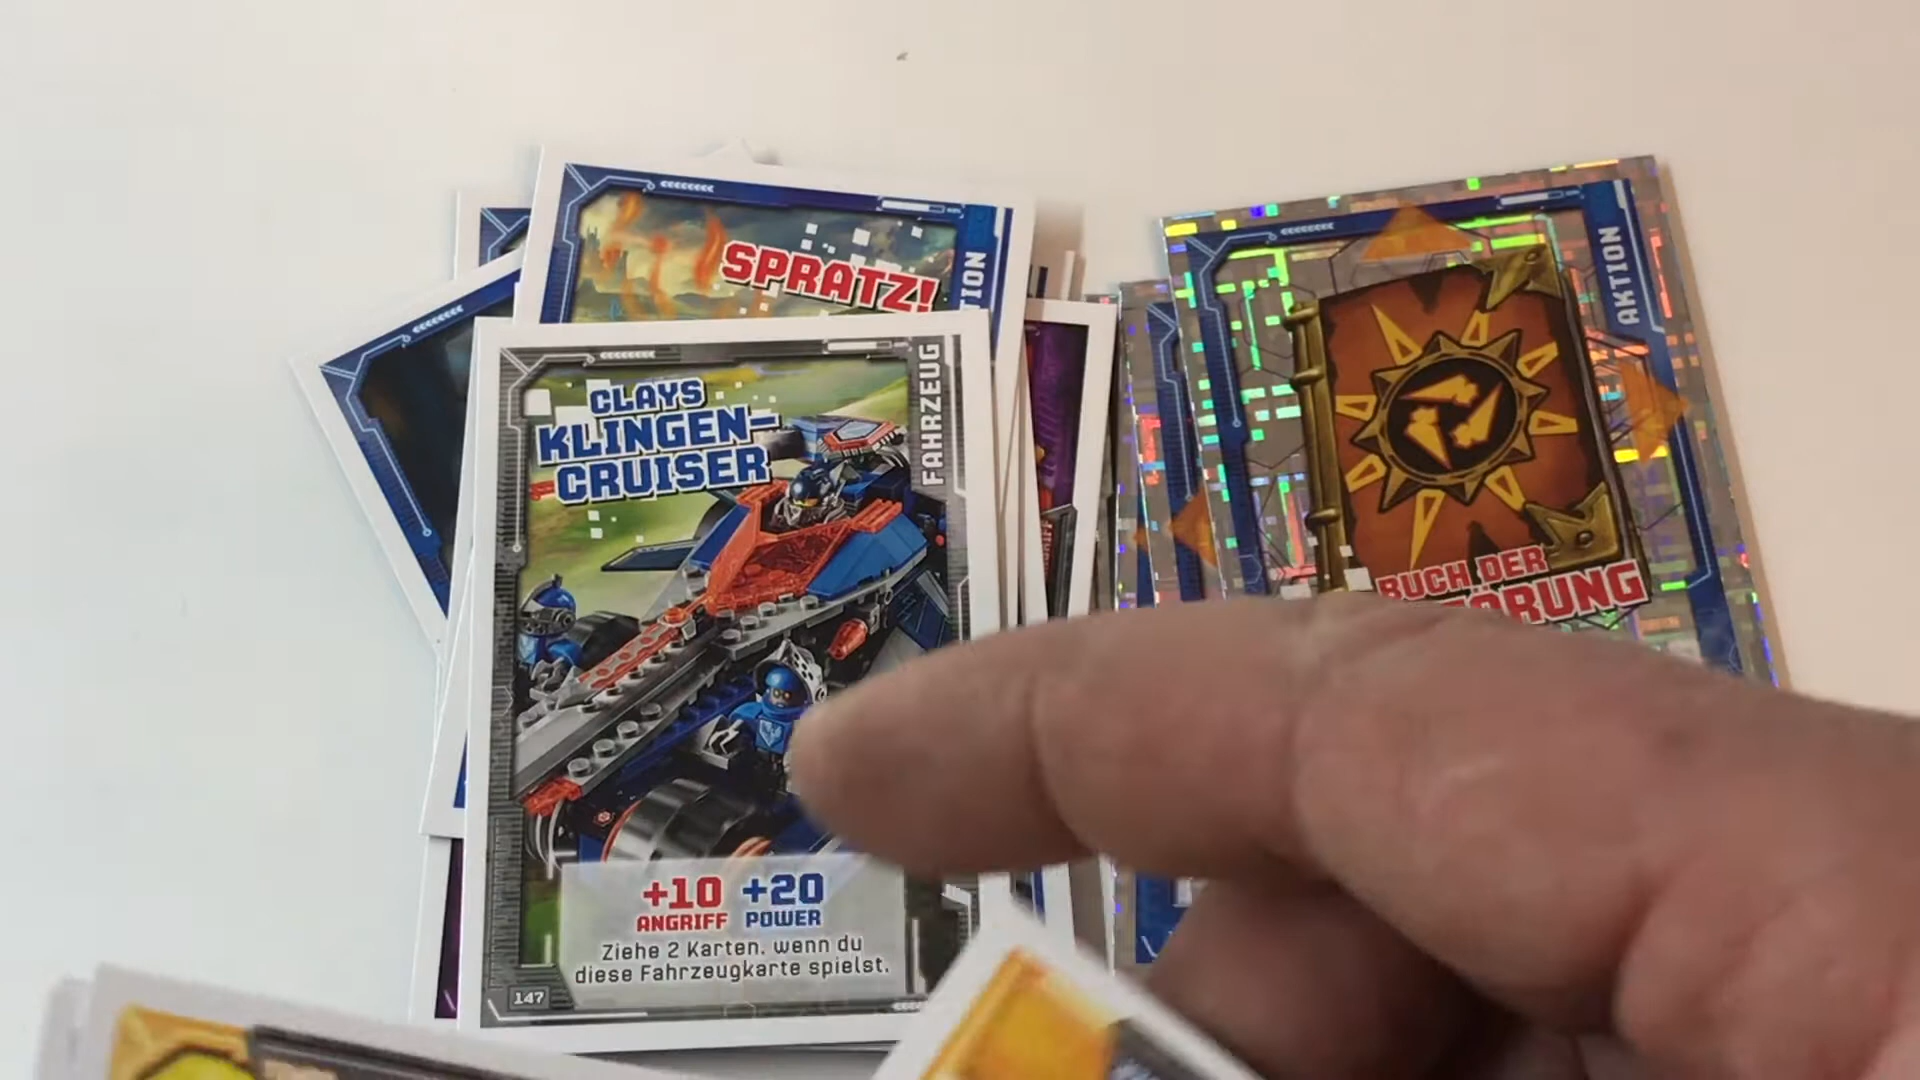 SPRATZ!
CLAYS
KLINGEN-
CRUISER
FAHRZEUG
+10 +20
ANGRIFF POWER
Ziehe 2 Karten, wenn du
diese Fahrzeugkarte spielst.
147
AKTION
BUCH DER